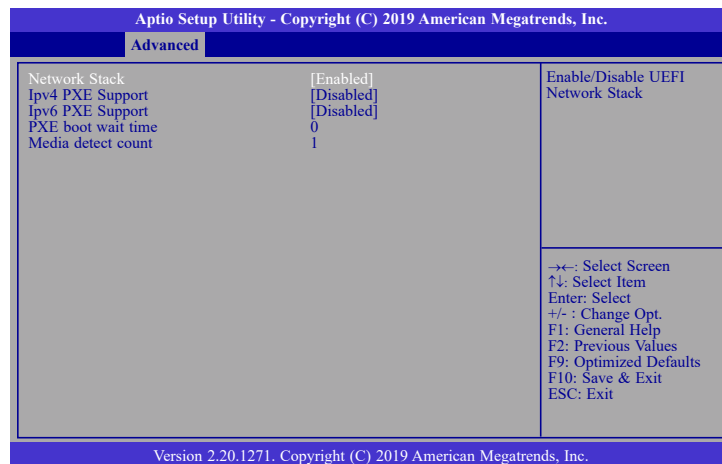 Aptio Setup Utility - Copyright (C) 2019 American Megatrends, Inc.
Advanced
Network Stack [Enabled]
Ipv4 PXE Support [Disabled]
Ipv6 PXE Support [Disabled]
PXE boot wait time 0
Media detect count 1
Enable/Disable UEFI
Network Stack
→←: Select Screen
↑↓: Select Item
Enter: Select
+/- : Change Opt.
F1: General Help
F2: Previous Values
F9: Optimized Defaults
F10: Save & Exit
ESC: Exit
Version 2.20.1271. Copyright (C) 2019 American Megatrends, Inc.